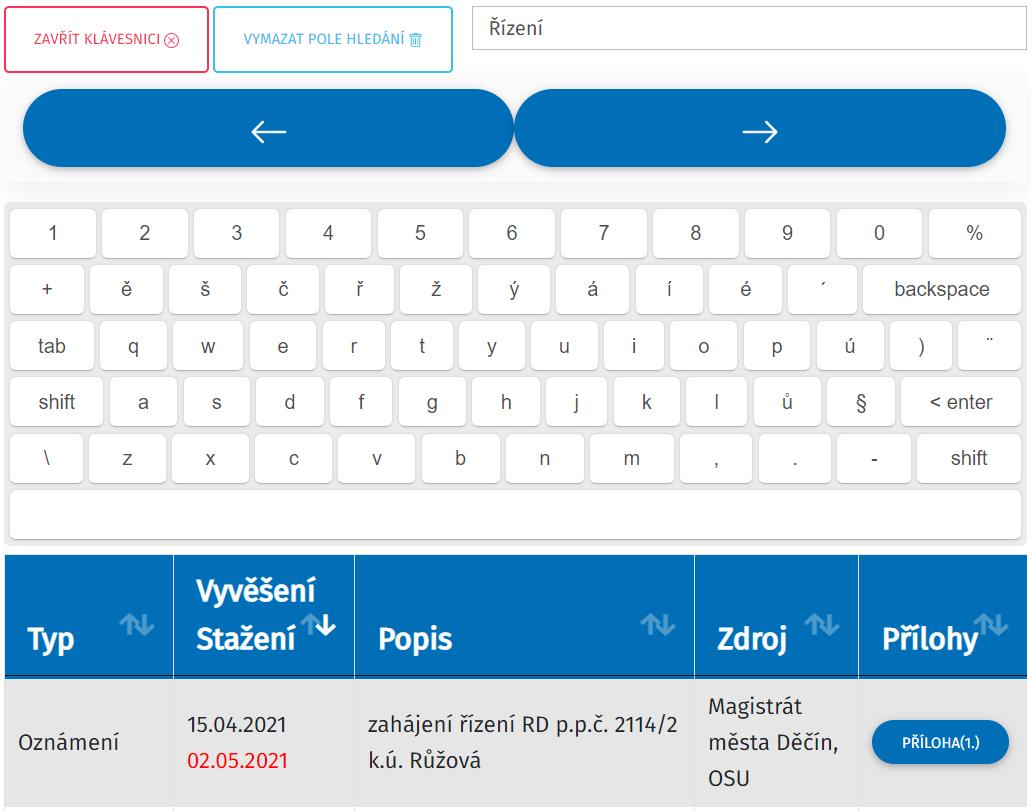 ZAVŘÍT KLÁVESNICI
VYMAZAT POLE HLEDÁNÍ
Řízení
1 2 3 4 5 6 7 8 9 0 %
+ ě š č ř ž ý á í é ´ backspace
tab q w e r t y u i o p ú ) ¨
shift a s d f g h j k l ů § < enter
\ z x c v b n m , . - shift
Typ
Vyvěšení
Stažení
Popis
Zdroj
Přílohy
Oznámení
15.04.2021
02.05.2021
zahájení řízení RD p.p.č. 2114/2
k.ú. Růžová
Magistrát
města Děčín,
OSU
PŘÍLOHA(1.)